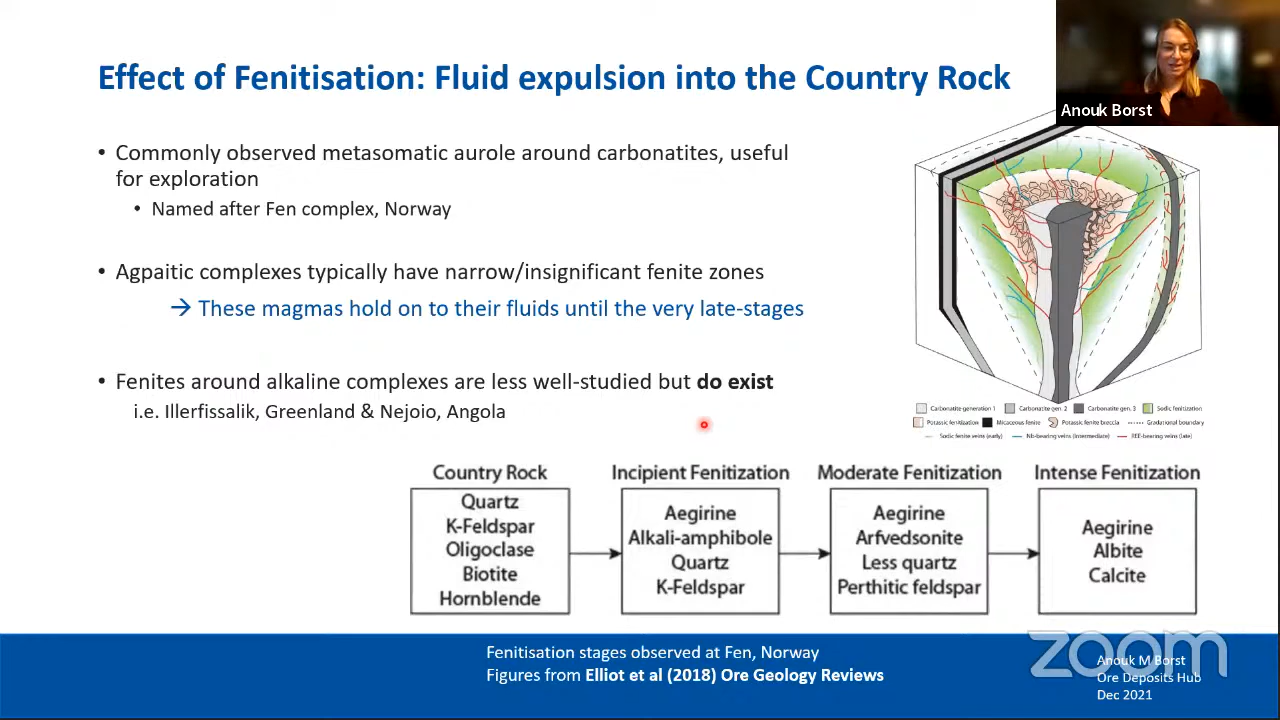 Effect of Fenitisation: Fluid expulsion into the Country Rock
Anouk Borst
• Commonly observed metasomatic aurole around carbonatites, useful
for exploration
• Named after Fen complex, Norway
• Agpaitic complexes typically have narrow/insignificant fenite zones
→ These magmas hold on to their fluids until the very late-stages
• Fenites around alkaline complexes are less well-studied but do exist
i.e. Illerfissalik, Greenland & Nejoio, Angola
Carbonatite generation 1 Carbonatite gen. 2 Carbonatite gen. 3 Sodic fenitization
Potassic fenitization Micaceous fenite Potassic fenite breccia Gradational boundary
Sodic fenite veins (early) Nb-bearing veins (intermediate) REE-bearing veins (late)
Country Rock
Quartz
K-Feldspar
Oligoclase
Biotite
Hornblende
Incipient Fenitization
Aegirine
Alkali-amphibole
Quartz
K-Feldspar
Moderate Fenitization
Aegirine
Arfvedsonite
Less quartz
Perthitic feldspar
Intense Fenitization
Aegirine
Albite
Calcite
Fenitisation stages observed at Fen, Norway
Figures from Elliot et al (2018) Ore Geology Reviews
zoom
Anouk M Borst
Ore Deposits Hub
Dec 2021